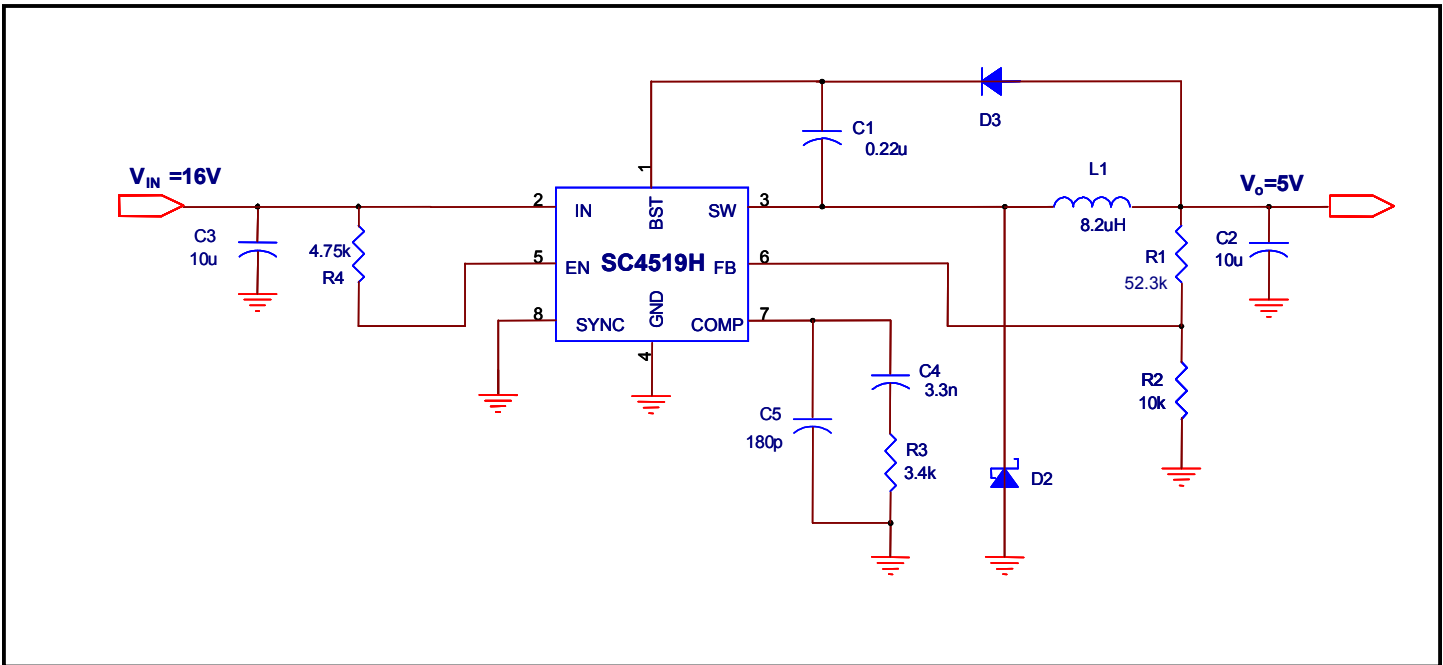 D3
C1
0.22u
L1
8.2uH
V_IN =16V
V_o=5V
1
2
IN
BST
SW
3
C3
10u
4.75k
R4
5
EN
SC4519H
FB
6
R1
52.3k
C2
10u
8
SYNC
GND
COMP
7
4
C4
3.3n
R2
10k
C5
180p
R3
3.4k
D2